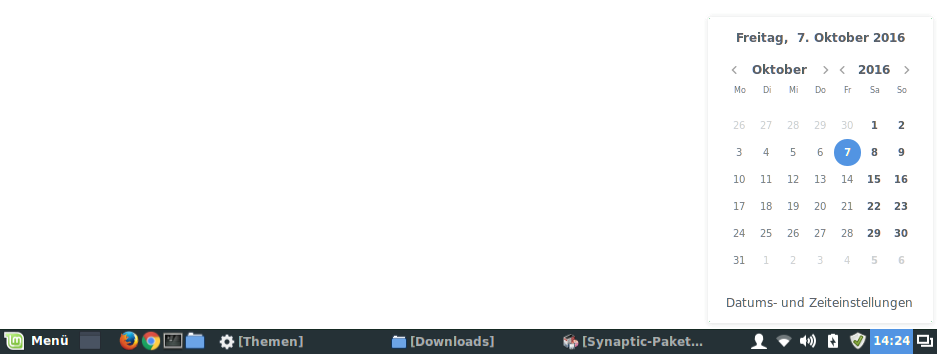 Freitag,  7. Oktober 2016
Oktober 2016
Mo Di Mi Do Fr Sa So
26 27 28 29 30 1 2
3 4 5 6 7 8 9
10 11 12 13 14 15 16
17 18 19 20 21 22 23
24 25 26 27 28 29 30
31 1 2 3 4 5 6
Datums- und Zeiteinstellungen
Menü [Themen] [Downloads] [Synaptic-Paket... 14:24